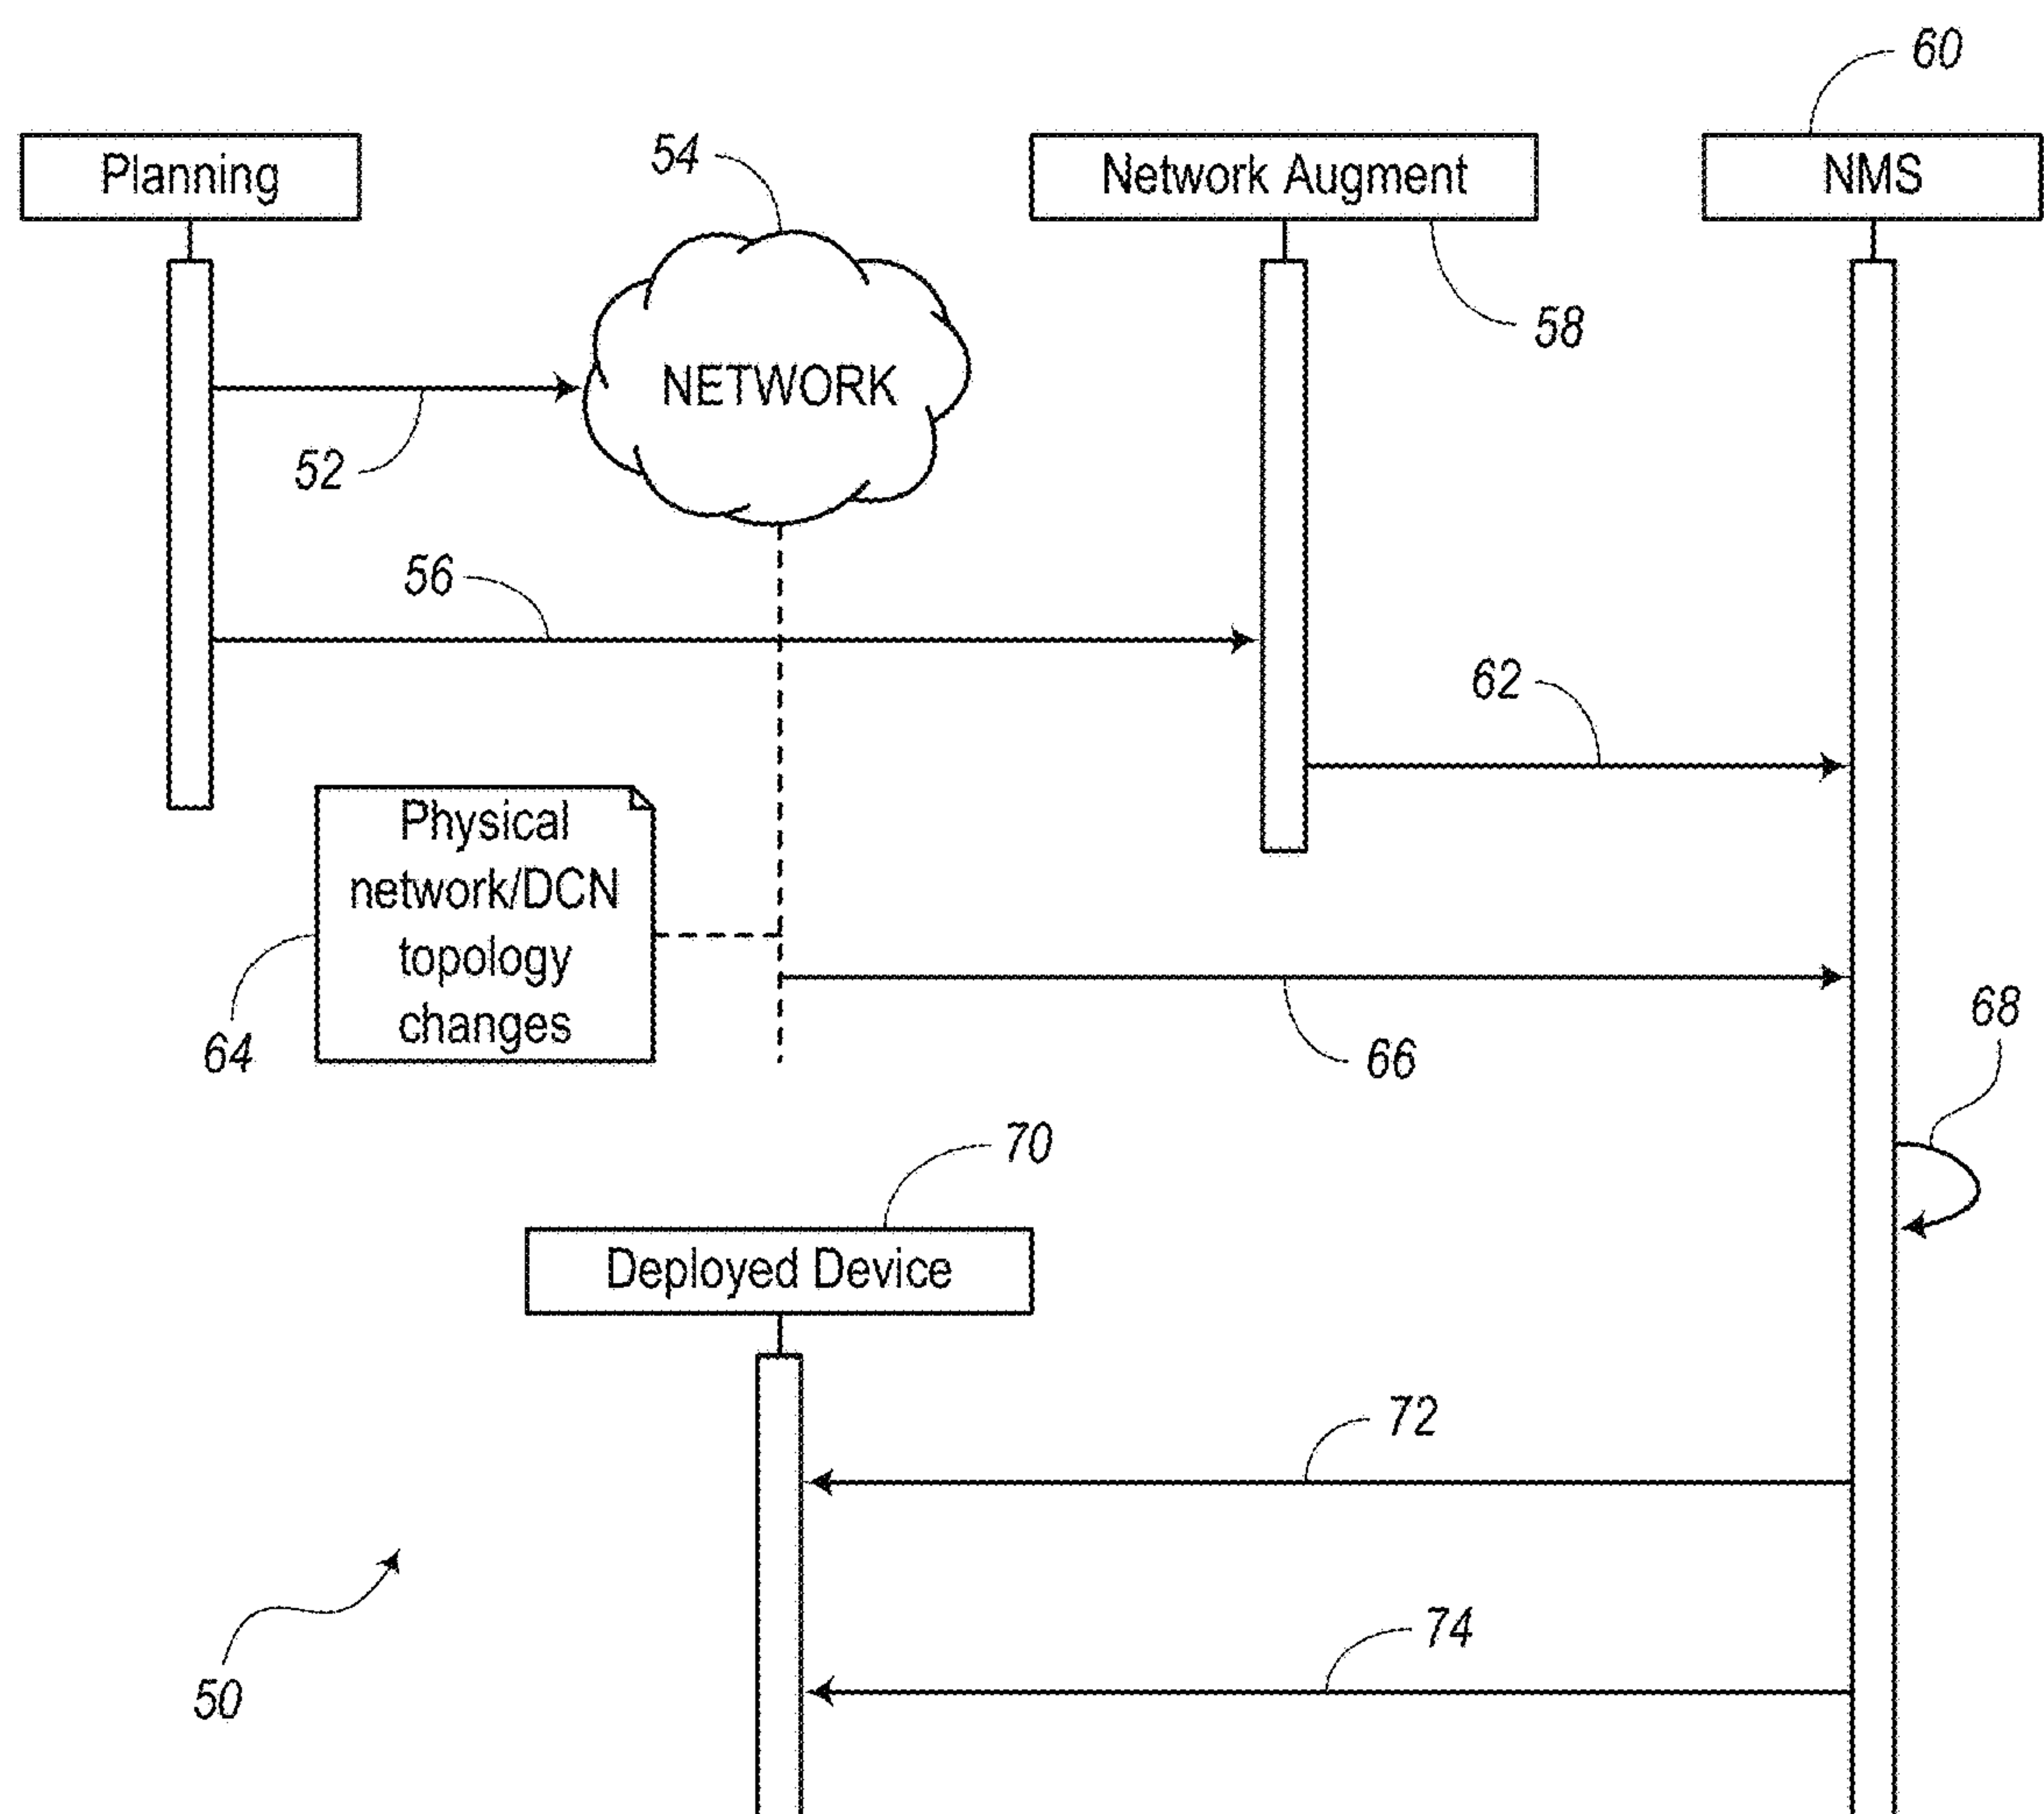 60
Planning
54
Network Augment
NMS
58
NETWORK
52
56
62
Physical
network/DCN
topology
changes
64
66
68
70
Deployed Device
72
74
50